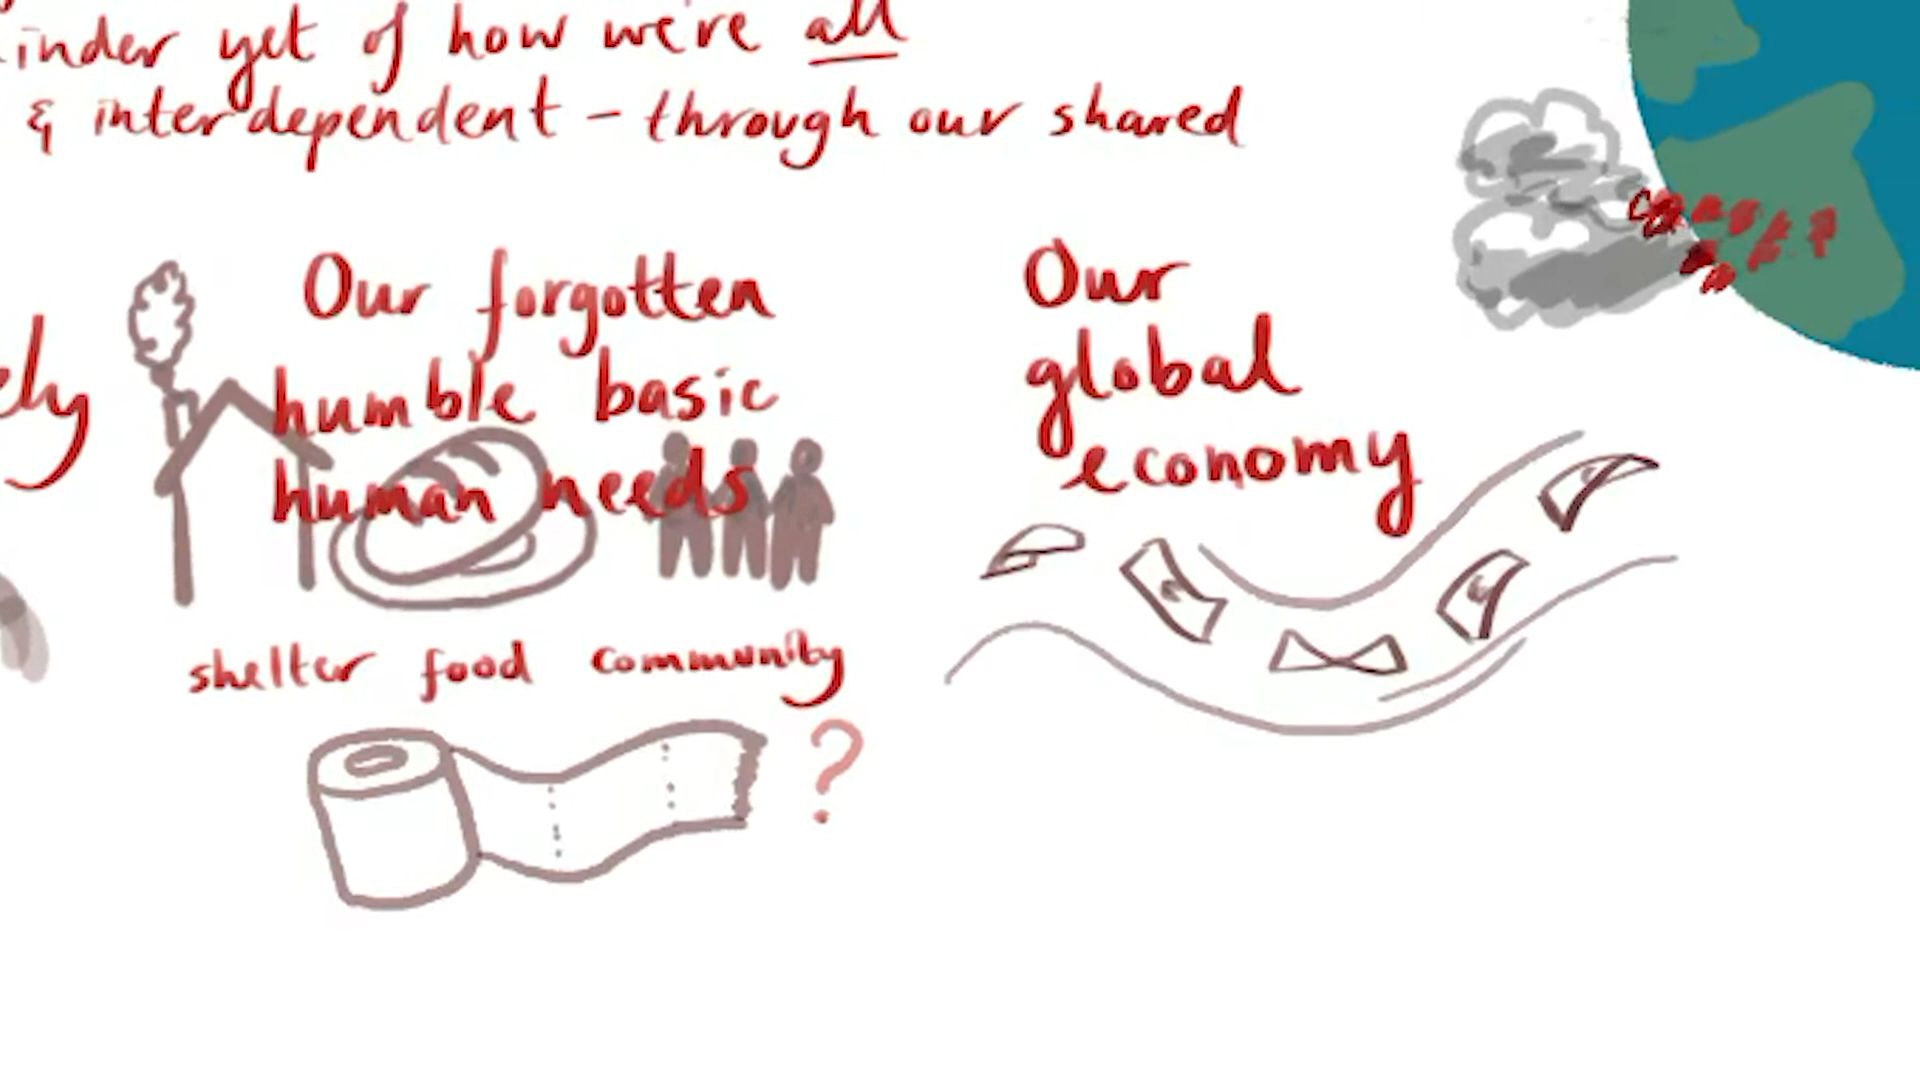 inder yet of how we're all
& interdependent - through our shared
ely
Our forgotten
humble basic
human needs
shelter food community
?
Our
global
economy